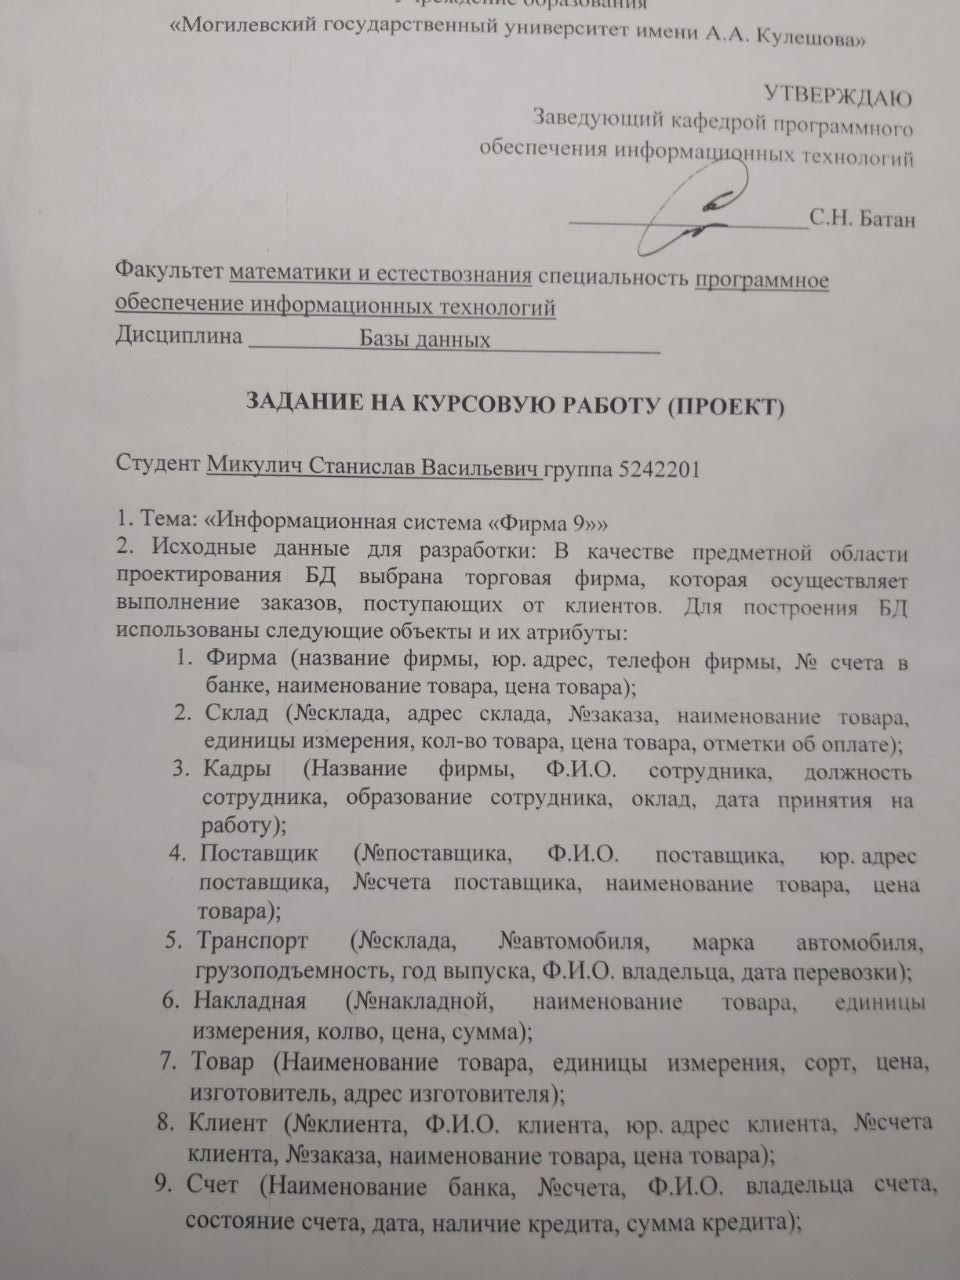 учреждение образования
«Могилевский государственный университет имени А.А. Кулешова»
УТВЕРЖДАЮ
Заведующий кафедрой программного
обеспечения информационных технологий
С.Н. Батан
Факультет математики и естествознания специальность программное
обеспечение информационных технологий
Дисциплина Базы данных
ЗАДАНИЕ НА КУРСОВУЮ РАБОТУ (ПРОЕКТ)
Студент Микулич Станислав Васильевич группа 5242201
1. Тема: «Информационная система «Фирма 9»»
2. Исходные данные для разработки: В качестве предметной области
проектирования БД выбрана торговая фирма, которая осуществляет
выполнение заказов, поступающих от клиентов. Для построения БД
использованы следующие объекты и их атрибуты:
1. Фирма (название фирмы, юр. адрес, телефон фирмы, № счета в
банке, наименование товара, цена товара);
2. Склад (№склада, адрес склада, №заказа, наименование товара,
единицы измерения, кол-во товара, цена товара, отметки об оплате);
3. Кадры (Название фирмы, Ф.И.О. сотрудника, должность
сотрудника, образование сотрудника, оклад, дата принятия на
работу);
4. Поставщик (№поставщика, Ф.И.О. поставщика, юр. адрес
поставщика, №счета поставщика, наименование товара, цена
товара);
5. Транспорт (№склада, №автомобиля, марка автомобиля,
грузоподъемность, год выпуска, Ф.И.О. владельца, дата перевозки);
6. Накладная (№накладной, наименование товара, единицы
измерения, колво, цена, сумма);
7. Товар (Наименование товара, единицы измерения, сорт, цена,
изготовитель, адрес изготовителя);
8. Клиент (№клиента, Ф.И.О. клиента, юр. адрес клиента, №счета
клиента, №заказа, наименование товара, цена товара);
9. Счет (Наименование банка, №счета, Ф.И.О. владельца счета,
состояние счета, дата, наличие кредита, сумма кредита);